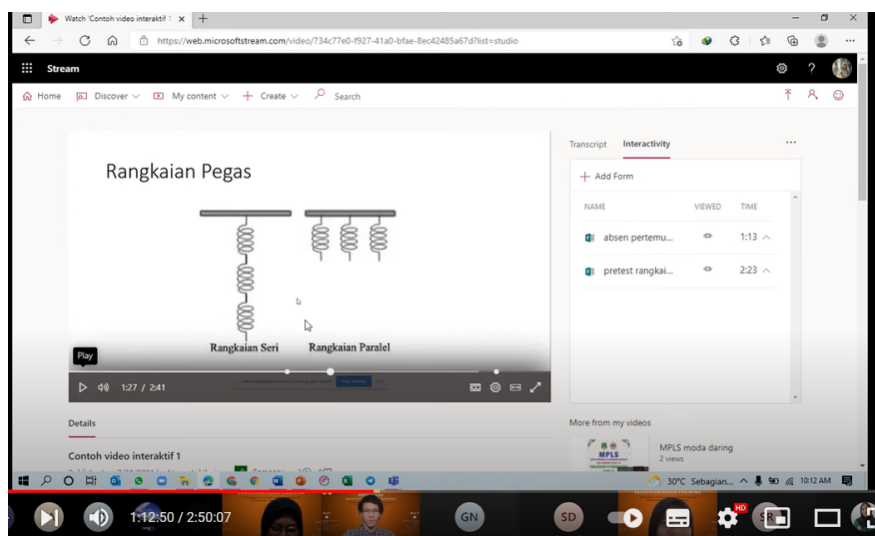 Watch 'Contoh video interaktif 1
https://web.microsoftstream.com/video/734c77e0-f927-41a0-bfae-8ec42485a67d?list=studio
Stream
Home Discover My content Create Search
Rangkaian Pegas
Rangkaian Seri Rangkaian Paralel
Play
1:27 / 2:41
Transcript Interactivity
Add Form
NAME VIEWED TIME
absen pertemu... 1:13
pretest rangkai... 2:23
Details
Contoh video interaktif 1
More from my videos
MPLS
MPLS moda daring
2 views
30°C Sebagian... 10:12 AM
1:12:50 / 2:50:07
GN
SD
HD
SR